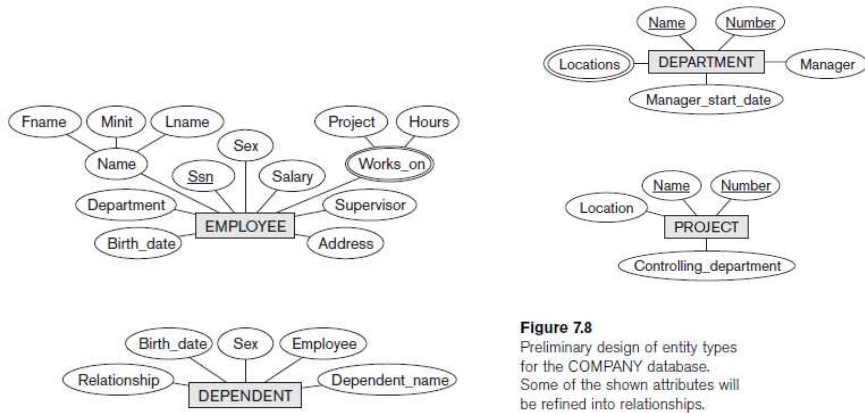 Name Number
Locations DEPARTMENT Manager
Manager_start_date
Fname Minit Lname
Name
Sex
Ssn Salary
Project Hours
Works_on
Department
Supervisor
EMPLOYEE
Birth_date
Address
Name Number
Location
PROJECT
Controlling_department
Birth_date Sex Employee
Relationship
DEPENDENT
Dependent_name
Figure 7.8
Preliminary design of entity types
for the COMPANY database.
Some of the shown attributes will
be refined into relationships.